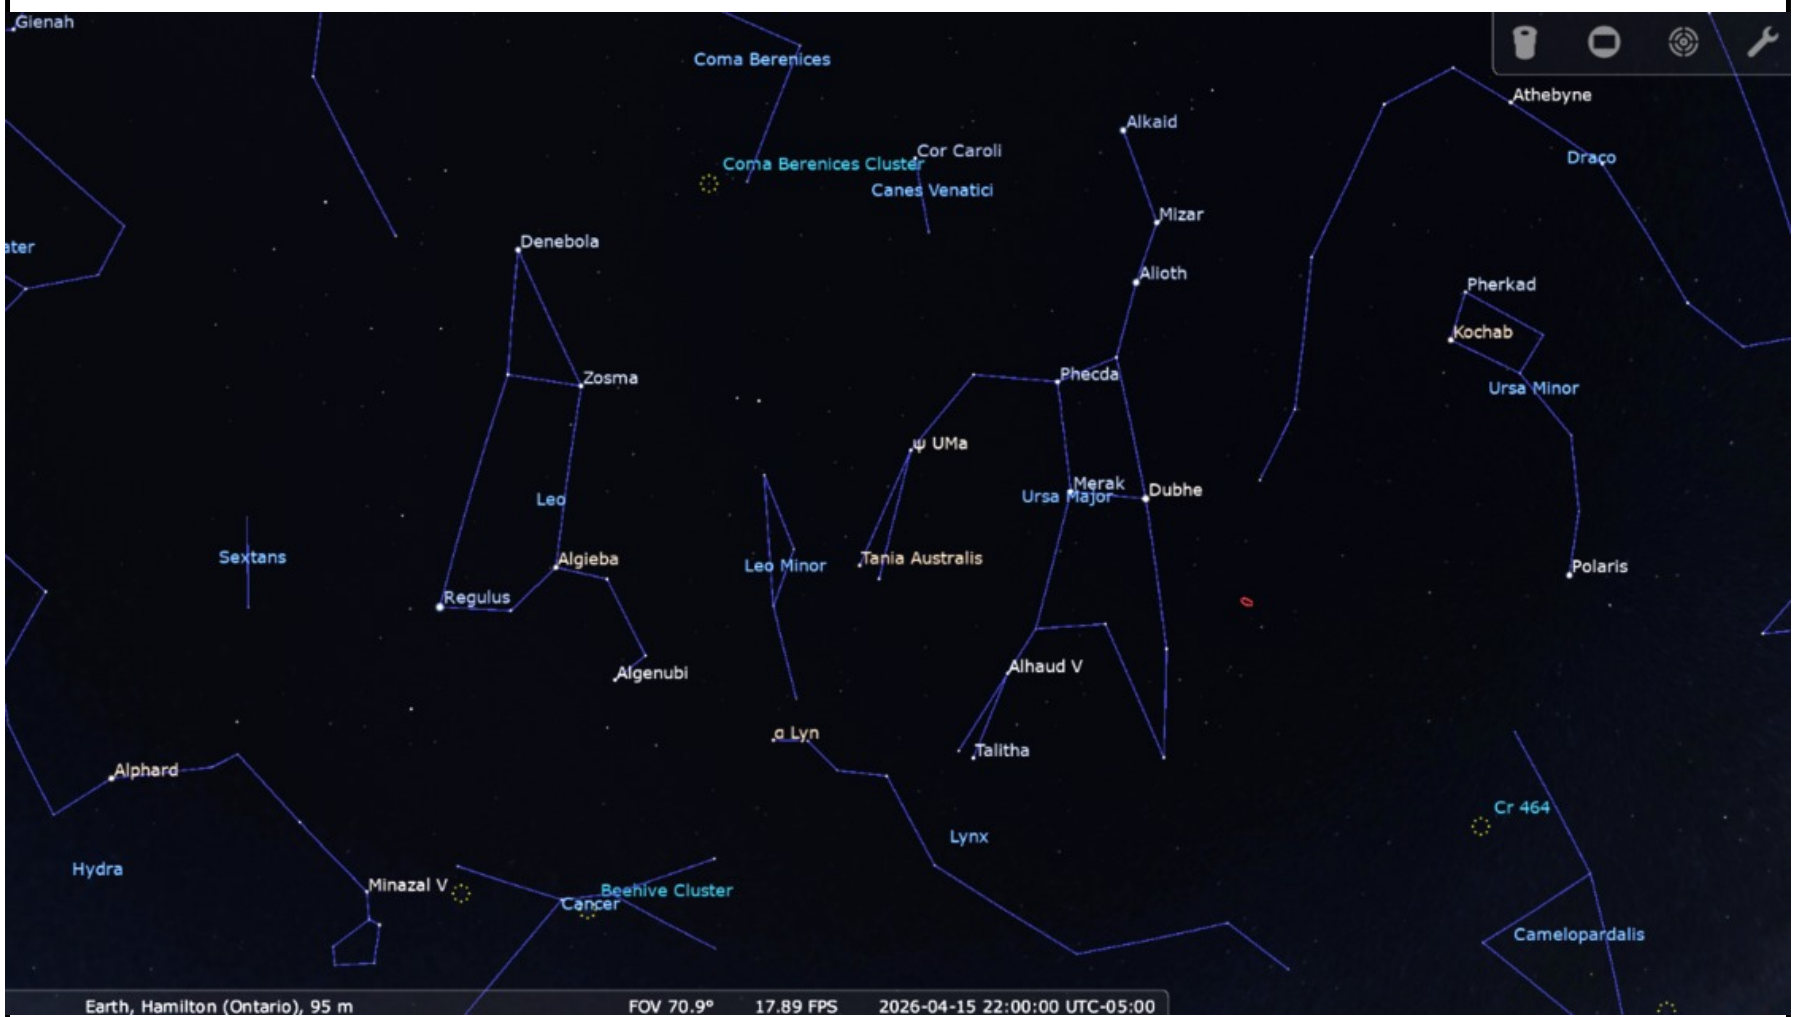 Gienah
Coma Berenices
Athebyne
Alkaid
Cor Caroli
Draco
Coma Berenices Cluster
Canes Venatici
Mizar
Denebola
ater
Alioth
Pherkad
Kochab
Zosma
Phecda
Ursa Minor
ψ UMa
Merak
Dubhe
Leo
Ursa Major
Sextans
Algieba
Leo Minor
Tania Australis
Polaris
Regulus
Alhaud V
Algenubi
α Lyn
Talitha
Alphard
Cr 464
Lynx
Hydra
Minazal V
Beehive Cluster
Cancer
Camelopardalis
Earth, Hamilton (Ontario), 95 m FOV 70.9° 17.89 FPS 2026-04-15 22:00:00 UTC-05:00